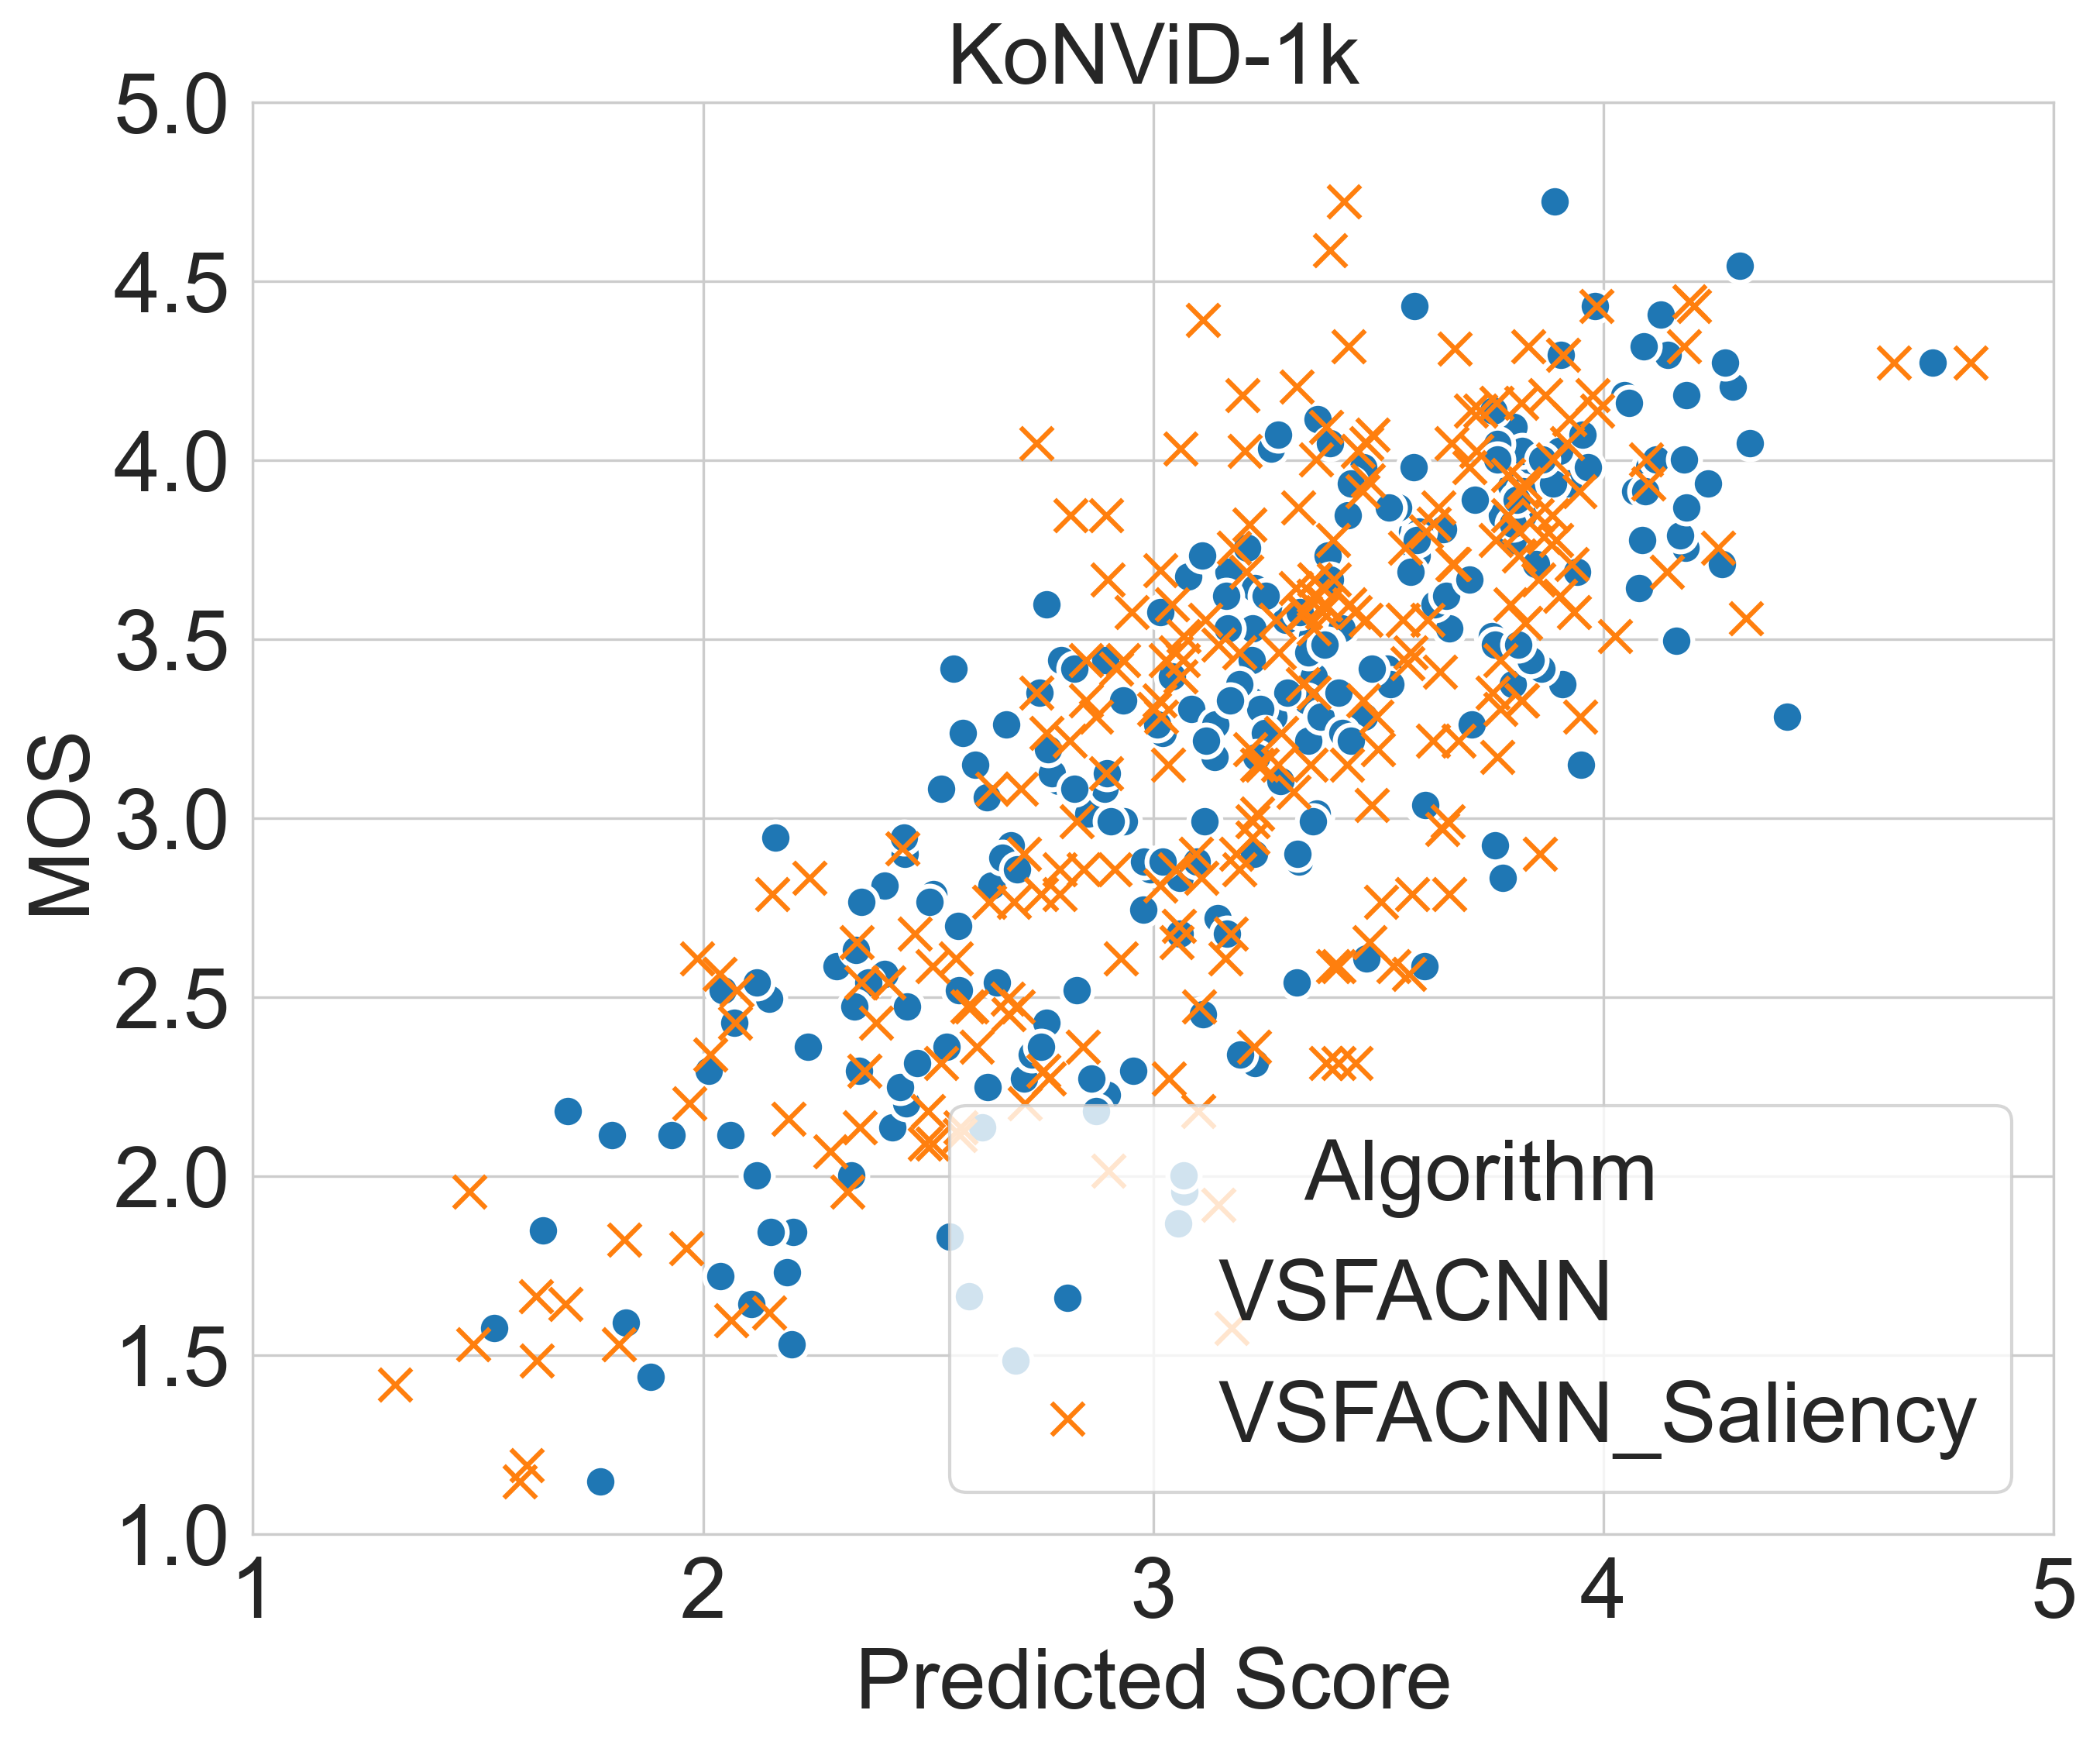 KoNViD-1k
5.0
4.5
4.0
3.5
3.0
2.5
2.0
1.5
1.0
MOS
Algorithm
VSFACNN
VSFACNN_Saliency
1 2 3 4 5
Predicted Score